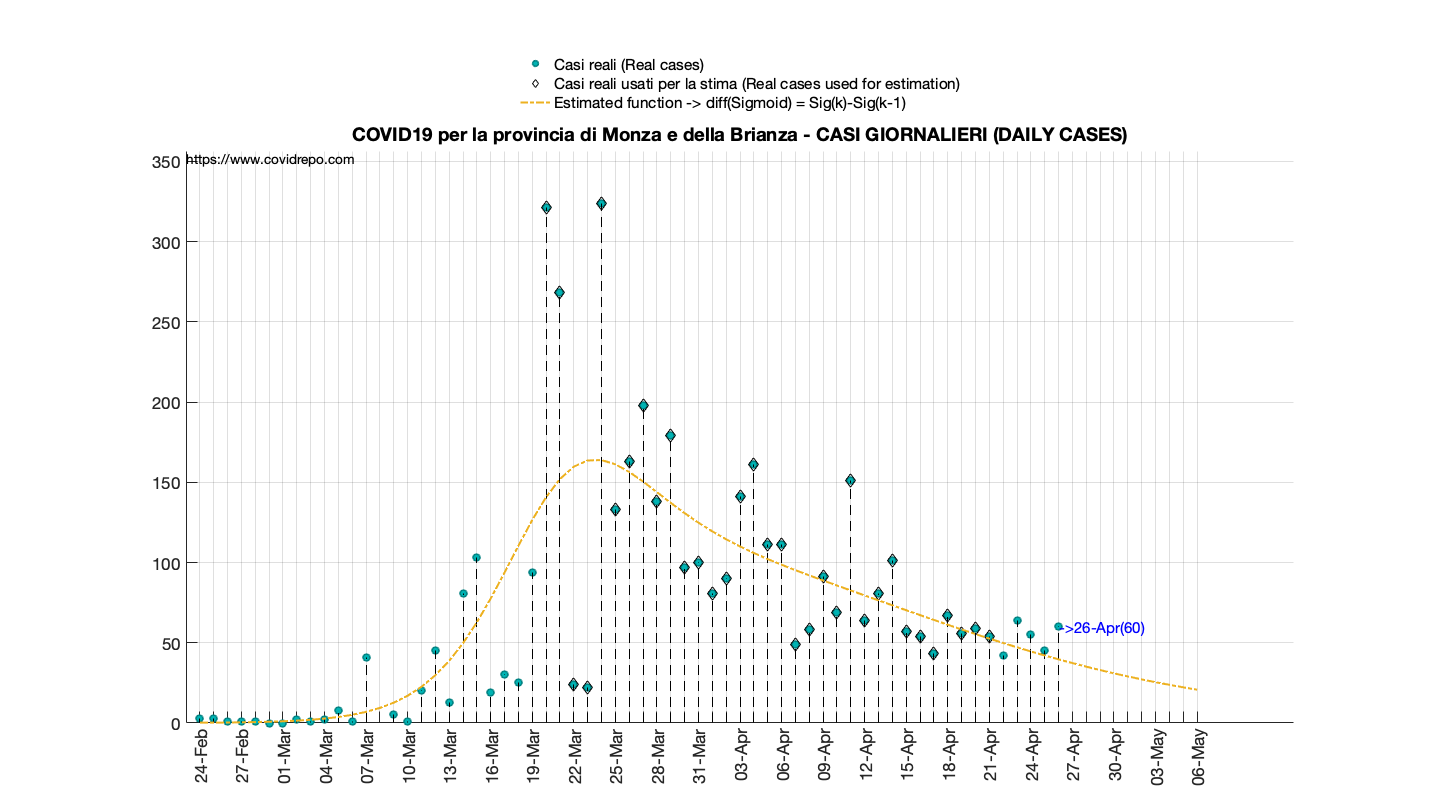 Casi reali (Real cases)
Casi reali usati per la stima (Real cases used for estimation)
Estimated function -> diff(Sigmoid) = Sig(k)-Sig(k-1)
COVID19 per la provincia di Monza e della Brianza - CASI GIORNALIERI (DAILY CASES)
https://www.covidrepo.com
350
300
250
200
150
100
50
0
->26-Apr(60)
24-Feb
27-Feb
01-Mar
04-Mar
07-Mar
10-Mar
13-Mar
16-Mar
19-Mar
22-Mar
25-Mar
28-Mar
31-Mar
03-Apr
06-Apr
09-Apr
12-Apr
15-Apr
18-Apr
21-Apr
24-Apr
27-Apr
30-Apr
03-May
06-May